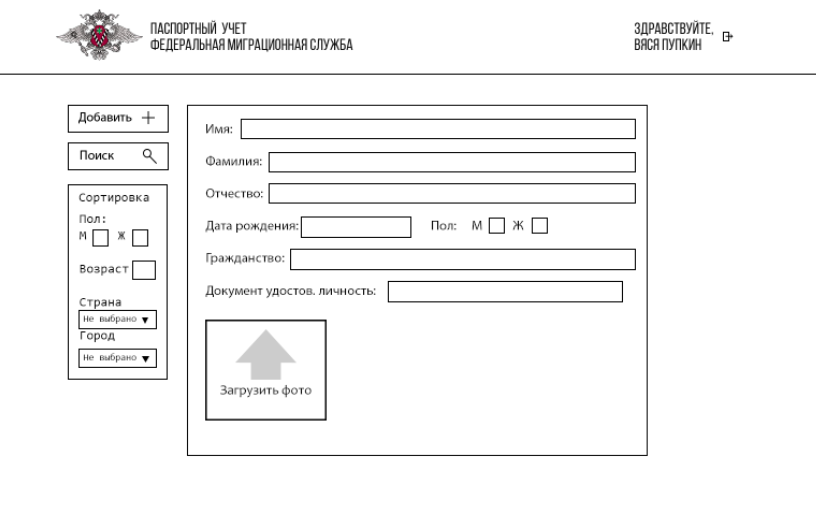 ПАСПОРТНЫЙ УЧЕТ
ФЕДЕРАЛЬНАЯ МИГРАЦИОННАЯ СЛУЖБА
ЗДРАВСТВУЙТЕ,
ВЯСЯ ПУПКИН
Добавить
Поиск
Сортировка
Пол:
М Ж
Возраст
Страна
Не выбрано
Город
Не выбрано
Имя:
Фамилия:
Отчество:
Дата рождения: Пол: М Ж
Гражданство:
Документ удостов. личность:
Загрузить фото